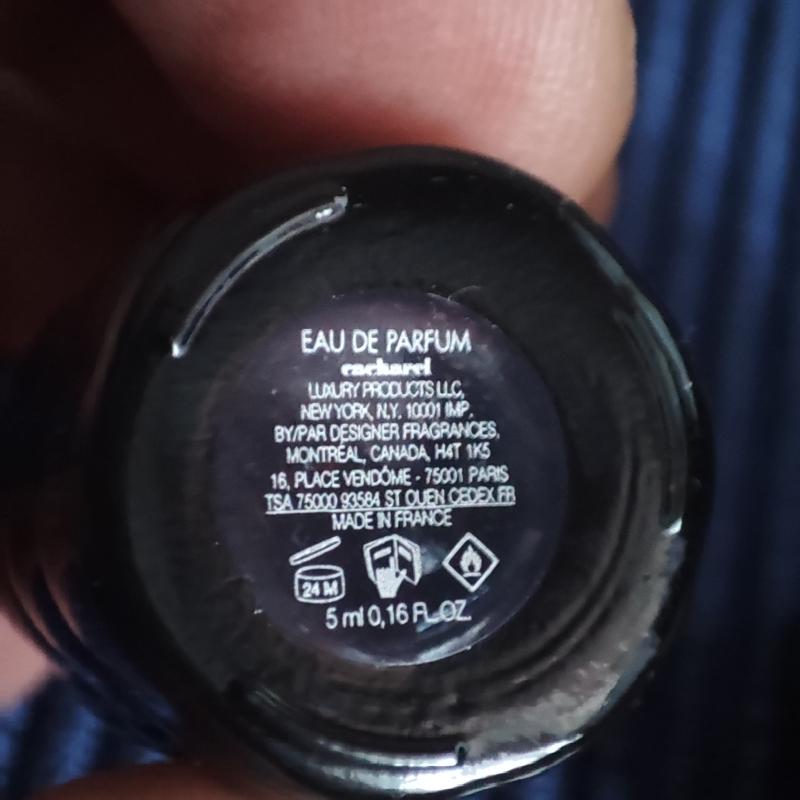 EAU DE PARFUM
cacharel
LUXURY PRODUCTS LLC,
NEW YORK, N.Y. 10001 IMP.
BY/PAR DESIGNER FRAGRANCES,
MONTRÉAL, CANADA, H4T 1K5
16, PLACE VENDÔME - 75001 PARIS
TSA 75000 93584 ST OUEN CEDEX FR
MADE IN FRANCE
24 M
5 ml 0,16 FL.OZ.